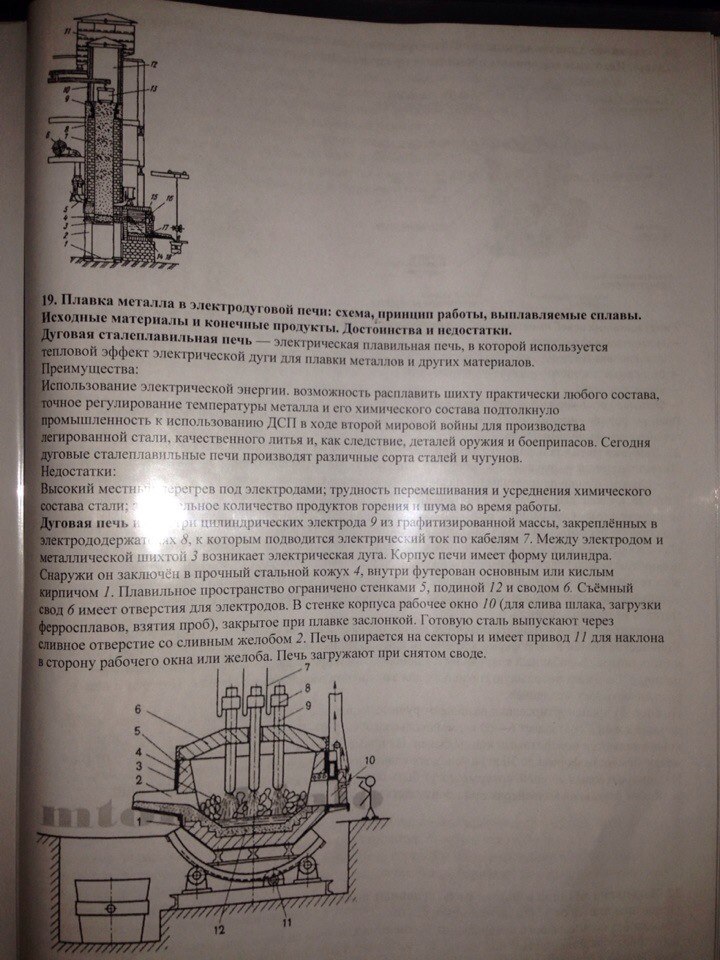 11
12
10
13
9
8
7
6
5
4
3
2
1
15
16
17
14
18
19. Плавка металла в электродуговой печи: схема, принцип работы, выплавляемые сплавы.
Исходные материалы и конечные продукты. Достоинства и недостатки.
Дуговая сталеплавильная печь — электрическая плавильная печь, в которой используется
тепловой эффект электрической дуги для плавки металлов и других материалов.
Преимущества:
Использование электрической энергии. возможность расплавить шихту практически любого состава,
точное регулирование температуры металла и его химического состава подтолкнуло
промышленность к использованию ДСП в ходе второй мировой войны для производства
легированной стали, качественного литья и, как следствие, деталей оружия и боеприпасов. Сегодня
дуговые сталеплавильные печи производят различные сорта сталей и чугунов.
Недостатки:
Высокий местный перегрев под электродами; трудность перемешивания и усреднения химического
состава стали; количество продуктов горения и шума во время работы.
Дуговая печь цилиндрических электрода 9 из графитизированной массы, закреплённых в
электрододержателях 8, к которым подводится электрический ток по кабелям 7. Между электродом и
металлической шихтой 3 возникает электрическая дуга. Корпус печи имеет форму цилиндра.
Снаружи он заключён в прочный стальной кожух 4, внутри футерован основным или кислым
кирпичом 1. Плавильное пространство ограничено стенками 5, подиной 12 и сводом 6. Съёмный
свод 6 имеет отверстия для электродов. В стенке корпуса рабочее окно 10 (для слива шлака, загрузки
ферросплавов, взятия проб), закрытое при плавке заслонкой. Готовую сталь выпускают через
сливное отверстие со сливным желобом 2. Печь опирается на секторы и имеет привод 11 для наклона
в сторону рабочего окна или желоба. Печь загружают при снятом своде.
7
8
9
6
5
4
3
2
1
10
12
11